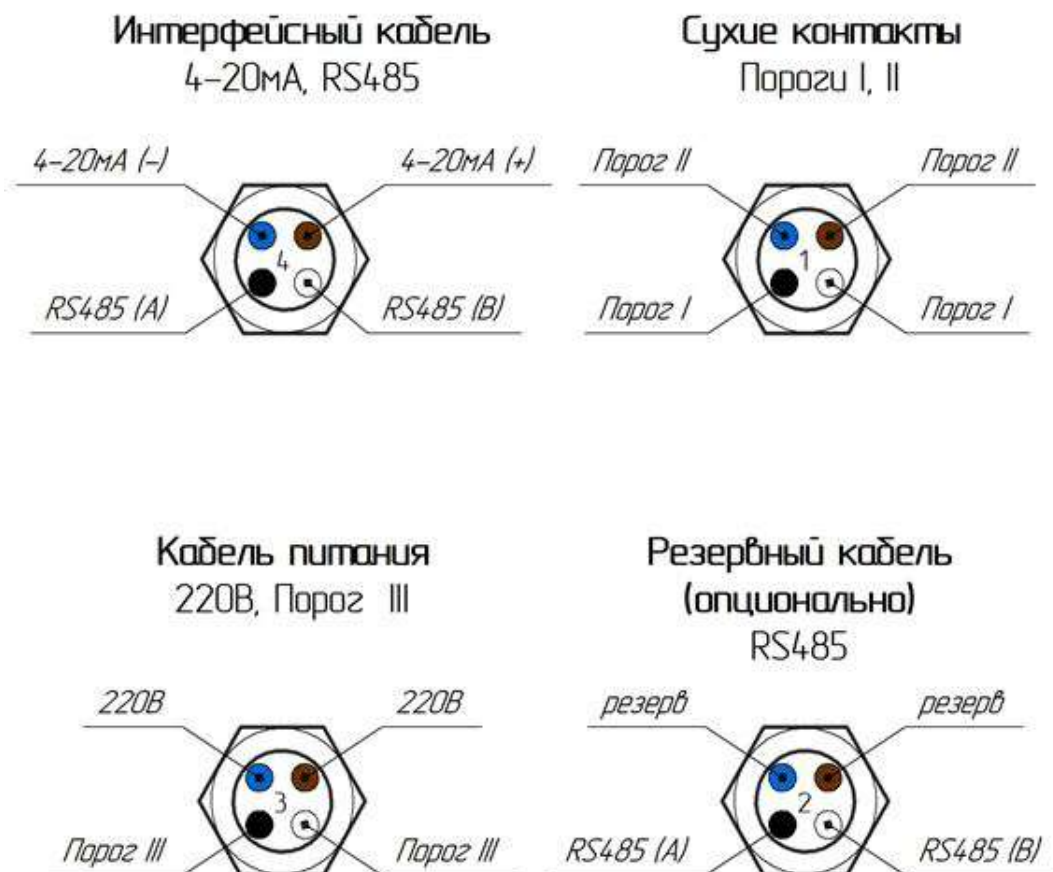 Интерфейсный кабель
4-20мА, RS485
4-20мА (-)
4-20мА (+)
4
RS485 (A)
RS485 (B)
Сухие контакты
Пороги I, II
Порог II
Порог II
1
Порог I
Порог I
Кабель питания
220В, Порог III
220В
220В
3
Порог III
Порог III
Резервный кабель
(опционально)
RS485
резерв
резерв
2
RS485 (A)
RS485 (B)